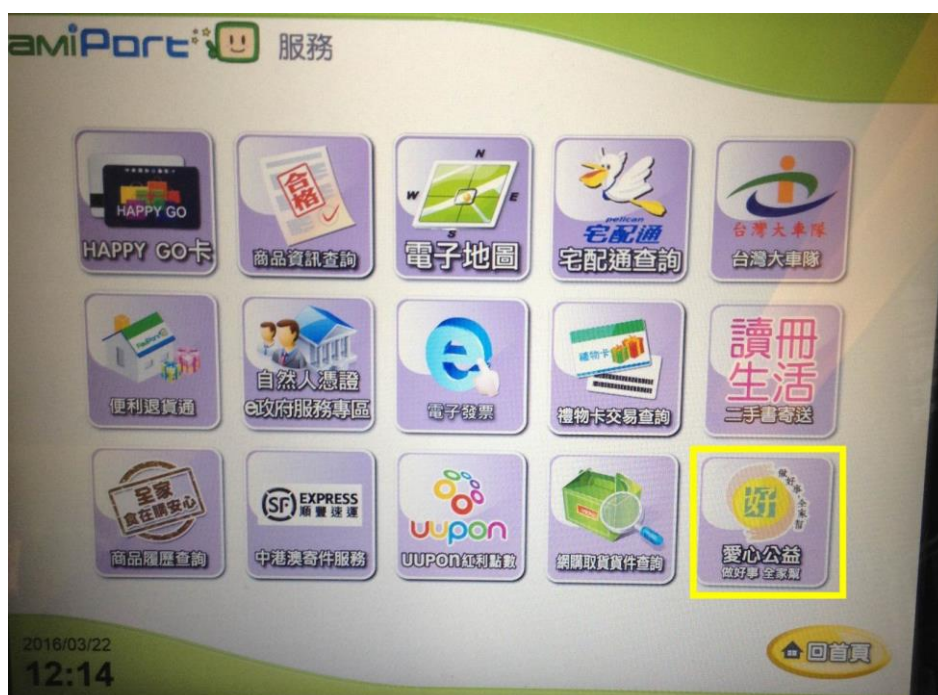 amiPort 服務
HAPPY GO
HAPPY GO卡
合格
商品資訊查詢
N
W
E
S
電子地圖
pelican
宅配通
宅配通查詢
台灣大車隊
台灣大車隊
FamilyMart
便利退貨通
自然人憑證
e政府服務專區
e
電子發票
禮物卡
禮物卡交易查詢
讀冊
生活
二手書寄送
全家
食在購安心
商品履歷查詢
SF EXPRESS
順豐速運
中港澳寄件服務
uupon
UUPON紅利點數
網購取貨貨件查詢
做好事·全家幫
好
愛心公益
做好事 全家幫
2016/03/22
12:14
回首頁